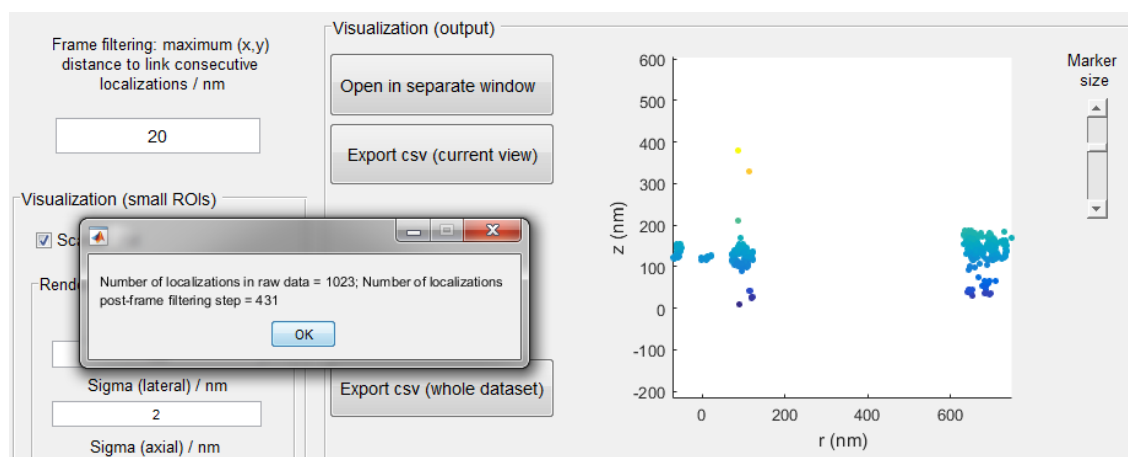 Frame filtering: maximum (x,y)
distance to link consecutive
localizations / nm
20
Visualization (small ROIs)
Number of localizations in raw data = 1023; Number of localizations
post-frame filtering step = 431
OK
Sigma (lateral) / nm
2
Sigma (axial) / nm
Visualization (output)
Open in separate window
Export csv (current view)
Export csv (whole dataset)
600
500
400
300
200
100
0
-100
-200
z (nm)
0
200
400
600
r (nm)
Marker
size